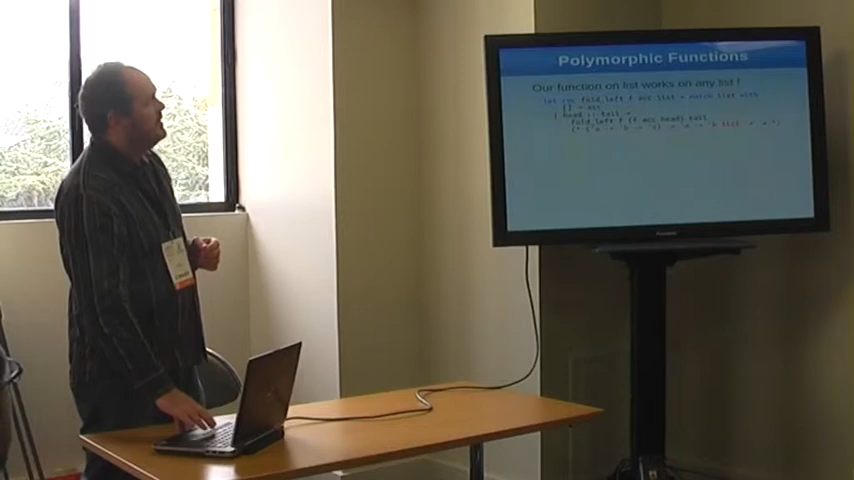 Polymorphic Functions
Our function on list works on any list !
let rec fold_left f acc list = match list with
[] -> acc
| head :: tail ->
fold_left f (f acc head) tail
(* ('a -> 'b -> 'a) -> 'a -> 'b list -> 'a *)